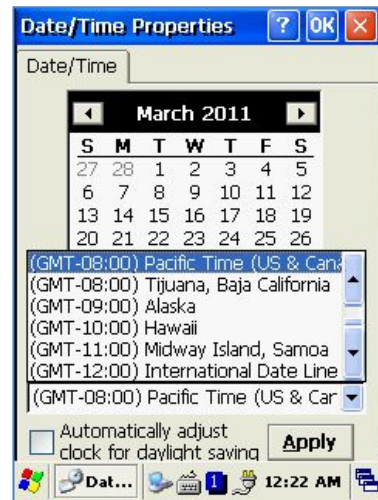 Date/Time Properties ? OK
Date/Time
March 2011
S M T W T F S
27 28 1 2 3 4 5
6 7 8 9 10 11 12
13 14 15 16 17 18 19
20 21 22 23 24 25 26
(GMT-08:00) Pacific Time (US & Cana
(GMT-08:00) Tijuana, Baja California
(GMT-09:00) Alaska
(GMT-10:00) Hawaii
(GMT-11:00) Midway Island, Samoa
(GMT-12:00) International Date Line
(GMT-08:00) Pacific Time (US & Car
Automatically adjust
clock for daylight saving
Apply
Dat... 1 12:22 AM